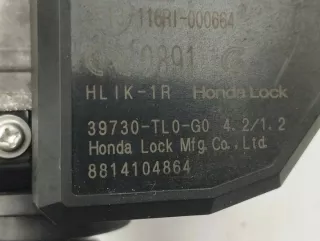 116RI-000664
0891
HLIK-1R Honda Lock
39730-TL0-G0 4.2/1.2
Honda Lock Mfg.Co.,Ltd.
8814104864